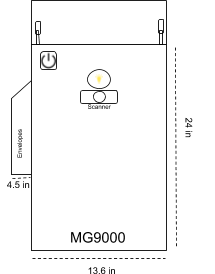 Scanner
Envelopes
24 in
4.5 in
MG9000
13.6 in